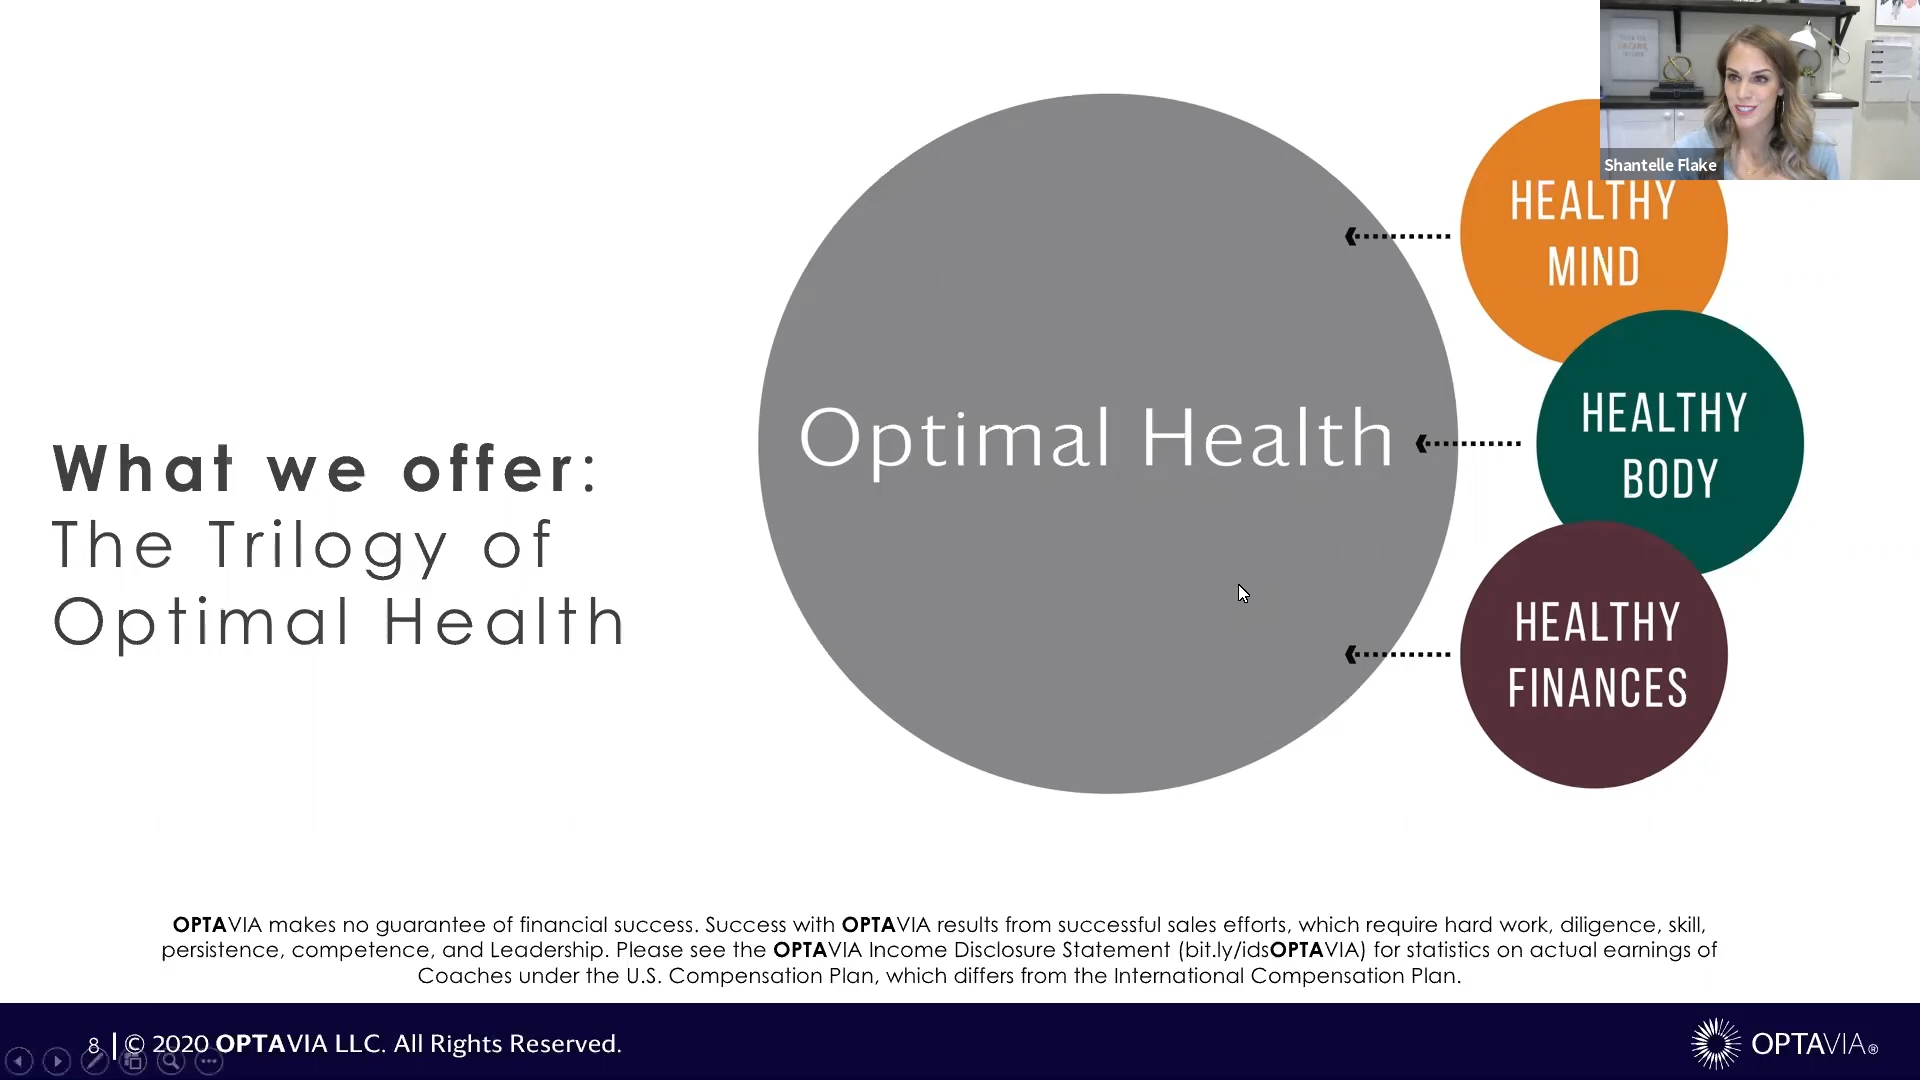 Shantelle Flake
HEALTHY
MIND
Optimal Health
HEALTHY
BODY
What we offer:
The Trilogy of
Optimal Health
HEALTHY
FINANCES
OPTAVIA makes no guarantee of financial success. Success with OPTAVIA results from successful sales efforts, which require hard work, diligence, skill,
persistence, competence, and Leadership. Please see the OPTAVIA Income Disclosure Statement (bit.ly/idsOPTAVIA) for statistics on actual earnings of
Coaches under the U.S. Compensation Plan, which differs from the International Compensation Plan.
8 | © 2020 OPTAVIA LLC. All Rights Reserved.
OPTAVIA®